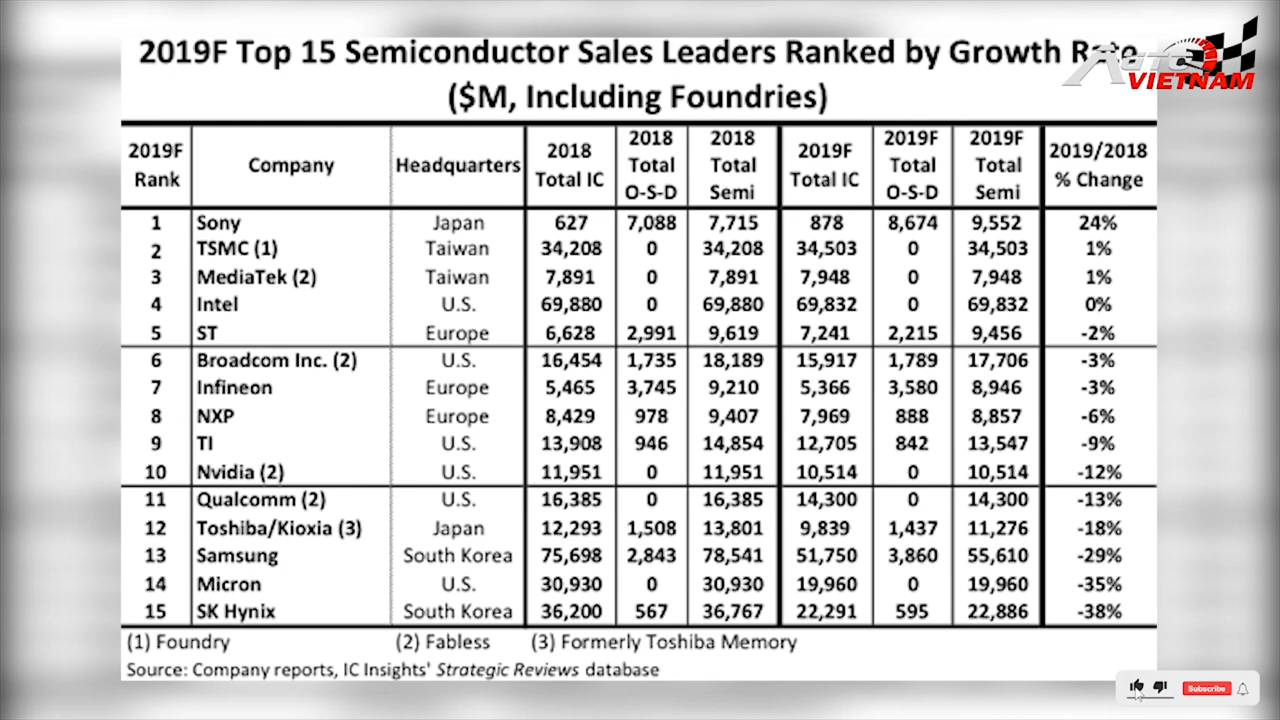 2019F Top 15 Semiconductor Sales Leaders Ranked by Growth Rate
($M, Including Foundries)
AUTO
VIETNAM
2019F Rank Company Headquarters 2018 Total IC 2018 Total O-S-D 2018 Total Semi 2019F Total IC 2019F Total O-S-D 2019F Total Semi 2019/2018 % Change
1 Sony Japan 627 7,088 7,715 878 8,674 9,552 24%
2 TSMC (1) Taiwan 34,208 0 34,208 34,503 0 34,503 1%
3 MediaTek (2) Taiwan 7,891 0 7,891 7,948 0 7,948 1%
4 Intel U.S. 69,880 0 69,880 69,832 0 69,832 0%
5 ST Europe 6,628 2,991 9,619 7,241 2,215 9,456 -2%
6 Broadcom Inc. (2) U.S. 16,454 1,735 18,189 15,917 1,789 17,706 -3%
7 Infineon Europe 5,465 3,745 9,210 5,366 3,580 8,946 -3%
8 NXP Europe 8,429 978 9,407 7,969 888 8,857 -6%
9 TI U.S. 13,908 946 14,854 12,705 842 13,547 -9%
10 Nvidia (2) U.S. 11,951 0 11,951 10,514 0 10,514 -12%
11 Qualcomm (2) U.S. 16,385 0 16,385 14,300 0 14,300 -13%
12 Toshiba/Kioxia (3) Japan 12,293 1,508 13,801 9,839 1,437 11,276 -18%
13 Samsung South Korea 75,698 2,843 78,541 51,750 3,860 55,610 -29%
14 Micron U.S. 30,930 0 30,930 19,960 0 19,960 -35%
15 SK Hynix South Korea 36,200 567 36,767 22,291 595 22,886 -38%
(1) Foundry (2) Fabless (3) Formerly Toshiba Memory
Source: Company reports, IC Insights' Strategic Reviews database
Subscribe